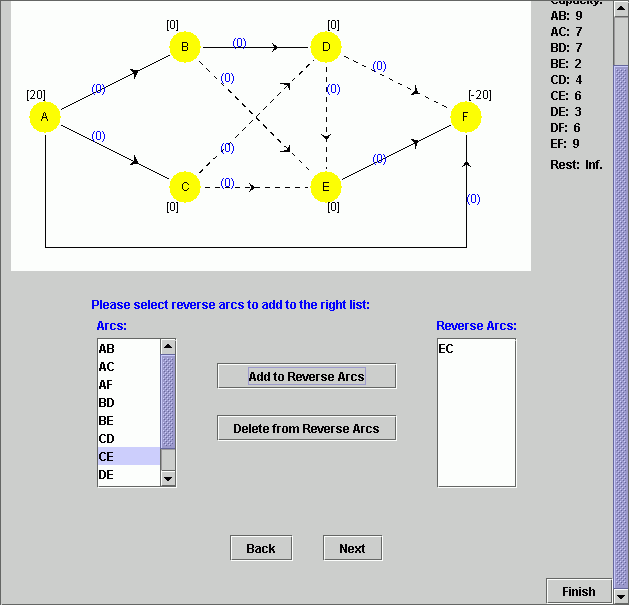 Capacity:
AB: 9
AC: 7
BD: 7
BE: 2
CD: 4
CE: 6
DE: 3
DF: 6
EF: 9
Rest: Inf.
[0]
[0]
B
(0)
D
(0)
(0)
(0)
(0)
[20]
[-20]
A
F
(0)
(0)
(0)
C
(0)
E
(0)
[0]
[0]
Please select reverse arcs to add to the right list:
Arcs:
Reverse Arcs:
AB
AC
AF
BD
BE
CD
CE
DE
EC
Add to Reverse Arcs
Delete from Reverse Arcs
Back
Next
Finish